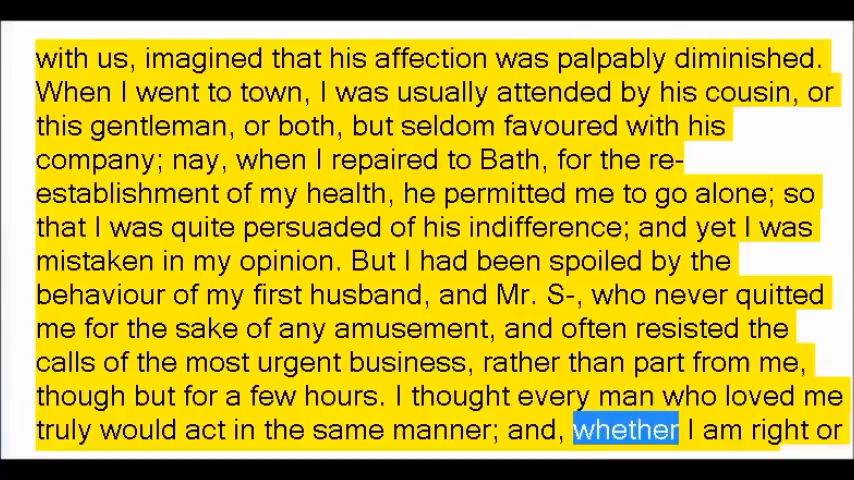 with us, imagined that his affection was palpably diminished.
When I went to town, I was usually attended by his cousin, or
this gentleman, or both, but seldom favoured with his
company; nay, when I repaired to Bath, for the re-
establishment of my health, he permitted me to go alone; so
that I was quite persuaded of his indifference; and yet I was
mistaken in my opinion. But I had been spoiled by the
behaviour of my first husband, and Mr. S-, who never quitted
me for the sake of any amusement, and often resisted the
calls of the most urgent business, rather than part from me,
though but for a few hours. I thought every man who loved me
truly would act in the same manner; and, whether I am right or